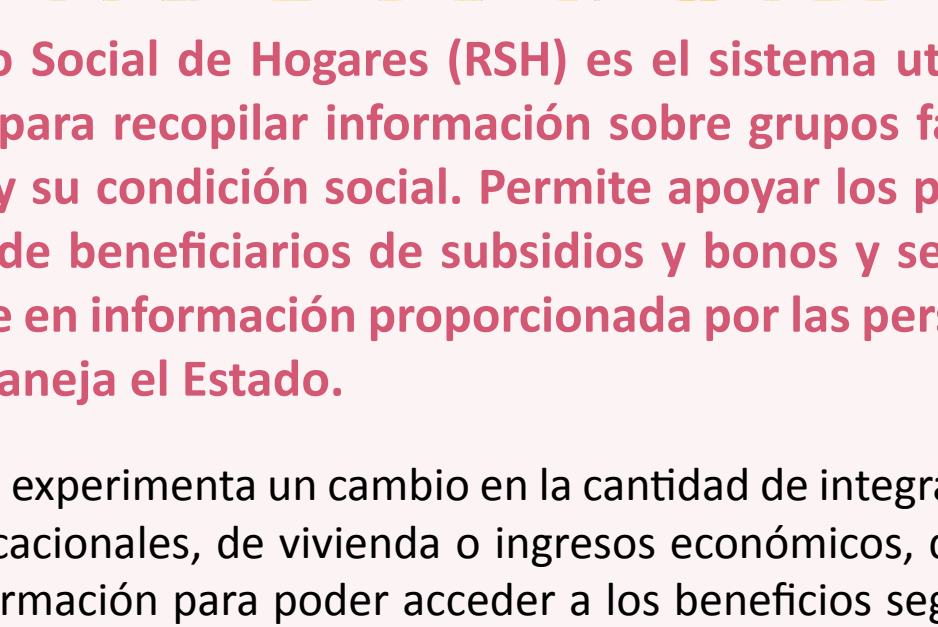 o Social de Hogares (RSH) es el sistema ut
para recopilar información sobre grupos fa
y su condición social. Permite apoyar los p
de beneficiarios de subsidios y bonos y se
e en información proporcionada por las pers
aneja el Estado.
experimenta un cambio en la cantidad de integra
cacionales, de vivienda o ingresos económicos, d
rmación para poder acceder a los beneficios seg